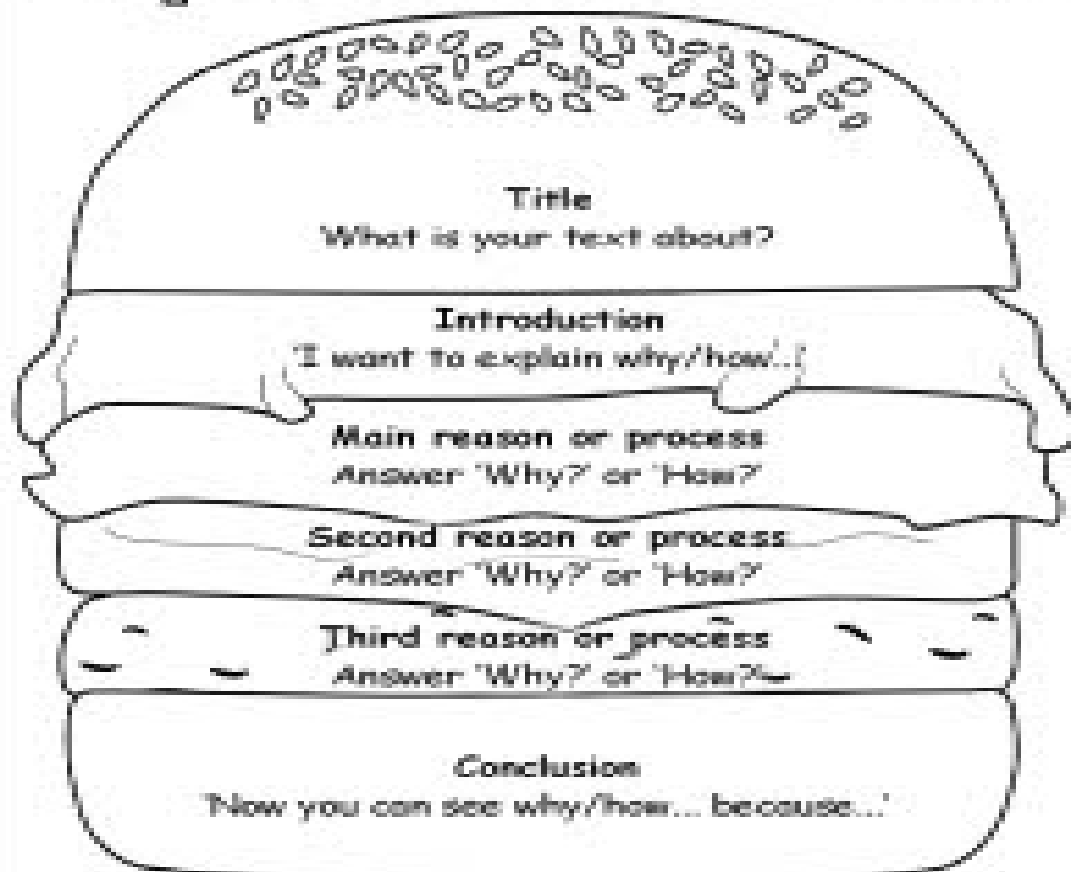 Title
What is your text about?
Introduction
'I want to explain why/how'...
Main reason or process
Answer 'Why?' or 'How?'
Second reason or process
Answer 'Why?' or 'How?'
Third reason or process
Answer 'Why?' or 'How?'
Conclusion
'Now you can see why/how... because...'